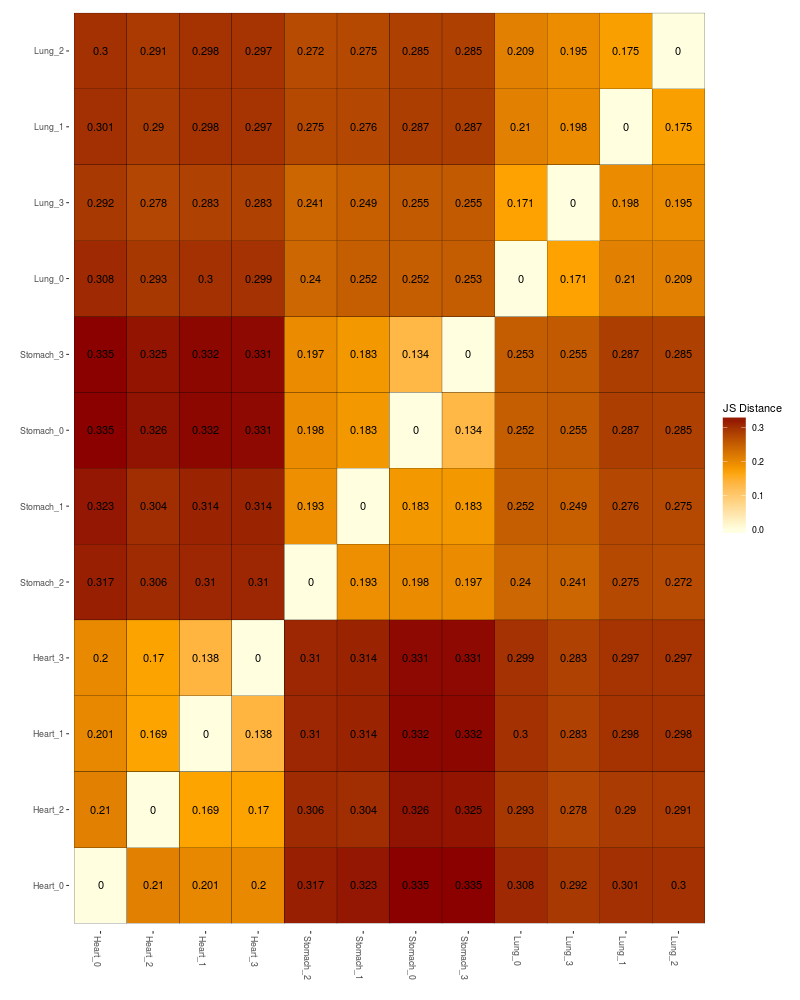 Lung_2 0.3 0.291 0.298 0.297 0.272 0.275 0.285 0.285 0.209 0.195 0.175 0
Lung_1 0.301 0.29 0.298 0.297 0.275 0.276 0.287 0.287 0.21 0.198 0 0.175
Lung_3 0.292 0.278 0.283 0.283 0.241 0.249 0.255 0.255 0.171 0 0.198 0.195
Lung_0 0.308 0.293 0.3 0.299 0.24 0.252 0.252 0.253 0 0.171 0.21 0.209
Stomach_3 0.335 0.325 0.332 0.331 0.197 0.183 0.134 0 0.253 0.255 0.287 0.285
Stomach_0 0.335 0.326 0.332 0.331 0.198 0.183 0 0.134 0.252 0.255 0.287 0.285
Stomach_1 0.323 0.304 0.314 0.314 0.193 0 0.183 0.183 0.252 0.249 0.276 0.275
Stomach_2 0.317 0.306 0.31 0.31 0 0.193 0.198 0.197 0.24 0.241 0.275 0.272
Heart_3 0.2 0.17 0.138 0 0.31 0.314 0.331 0.331 0.299 0.283 0.297 0.297
Heart_1 0.201 0.169 0 0.138 0.31 0.314 0.332 0.332 0.3 0.283 0.298 0.298
Heart_2 0.21 0 0.169 0.17 0.306 0.304 0.326 0.325 0.293 0.278 0.29 0.291
Heart_0 0 0.21 0.201 0.2 0.317 0.323 0.335 0.335 0.308 0.292 0.301 0.3
Heart_0 Heart_2 Heart_1 Heart_3 Stomach_2 Stomach_1 Stomach_0 Stomach_3 Lung_0 Lung_3 Lung_1 Lung_2
JS Distance
0.3
0.2
0.1
0.0